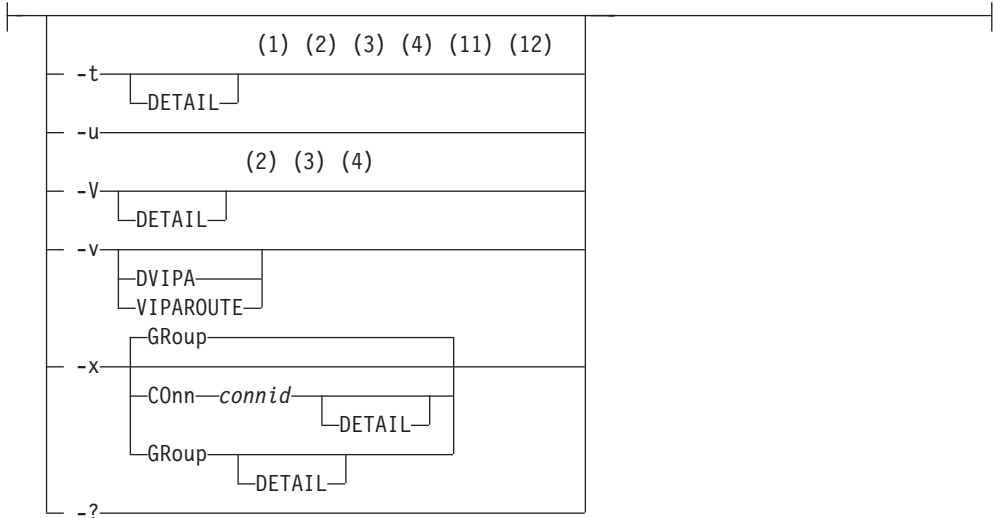 (1) (2) (3) (4) (11) (12)
-t
DETAIL
-u
(2) (3) (4)
-V
DETAIL
-v
DVIPA
VIPAROUTE
GRoup
-x
COnn connid
DETAIL
GRoup
DETAIL
-?